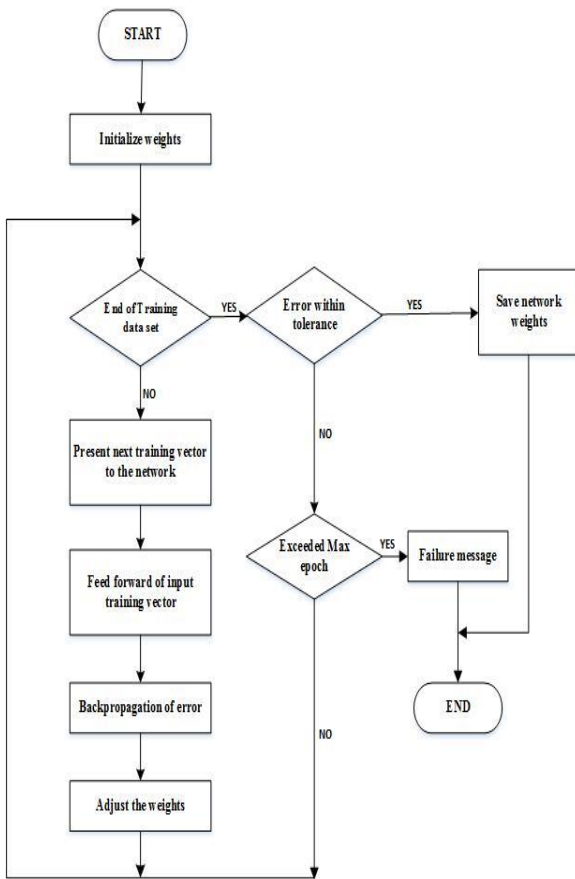 START
Initialize weights
End of Training
data set
YES
Error within
tolerance
YES
Save network
weights
NO
Present next training vector
to the network
NO
Exceeded Max
epoch
YES
Failure message
Feed forward of input
training vector
Backpropagation of error
END
NO
Adjust the weights